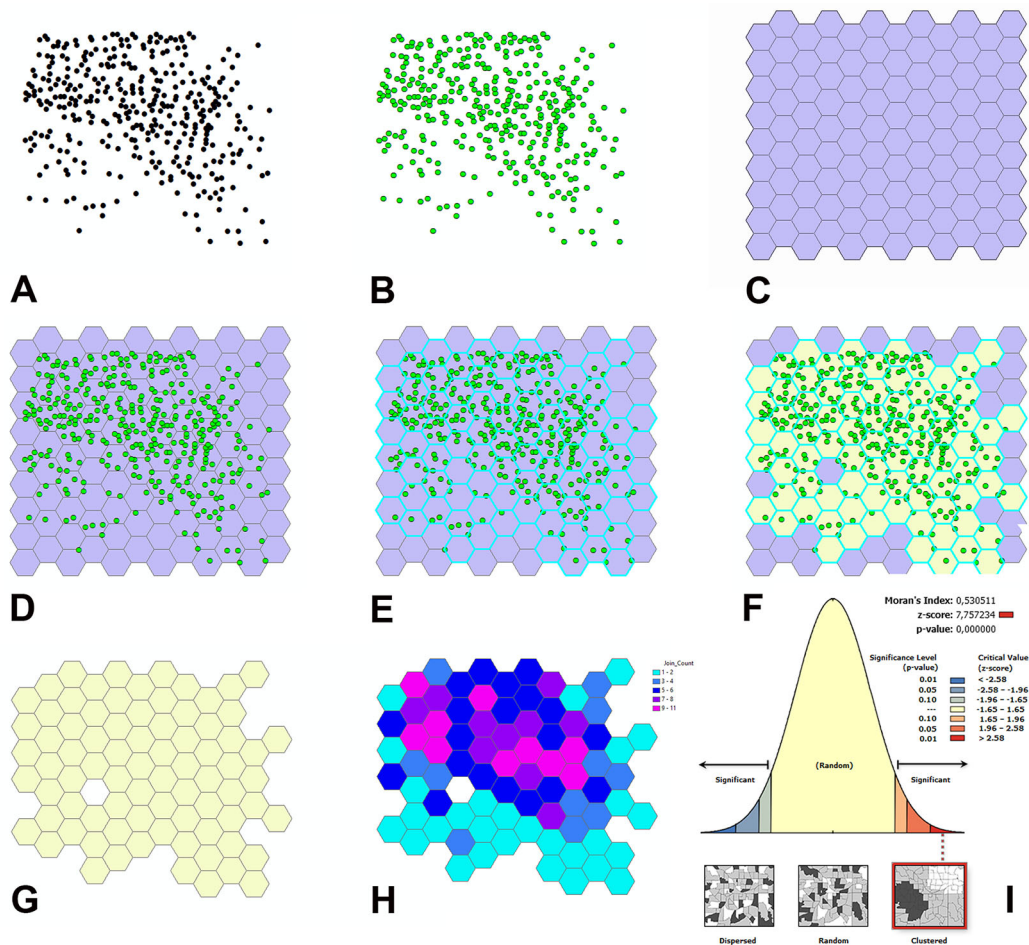 A
B
C
D
E
F
Moran's Index: 0,530511
z-score: 7,757234
p-value: 0,000000
Significance Level
(p-value)
Critical Value
(z-score)
0.01 < -2.58
0.05 -2.58 – -1.96
0.10 -1.96 – -1.65
--- -1.65 – 1.65
0.10 1.65 – 1.96
0.05 1.96 – 2.58
0.01 > 2.58
Join_Count
1 - 2
3 - 4
5 - 6
7 - 8
9 - 11
(Random)
Significant
Significant
G
H
I
Dispersed
Random
Clustered